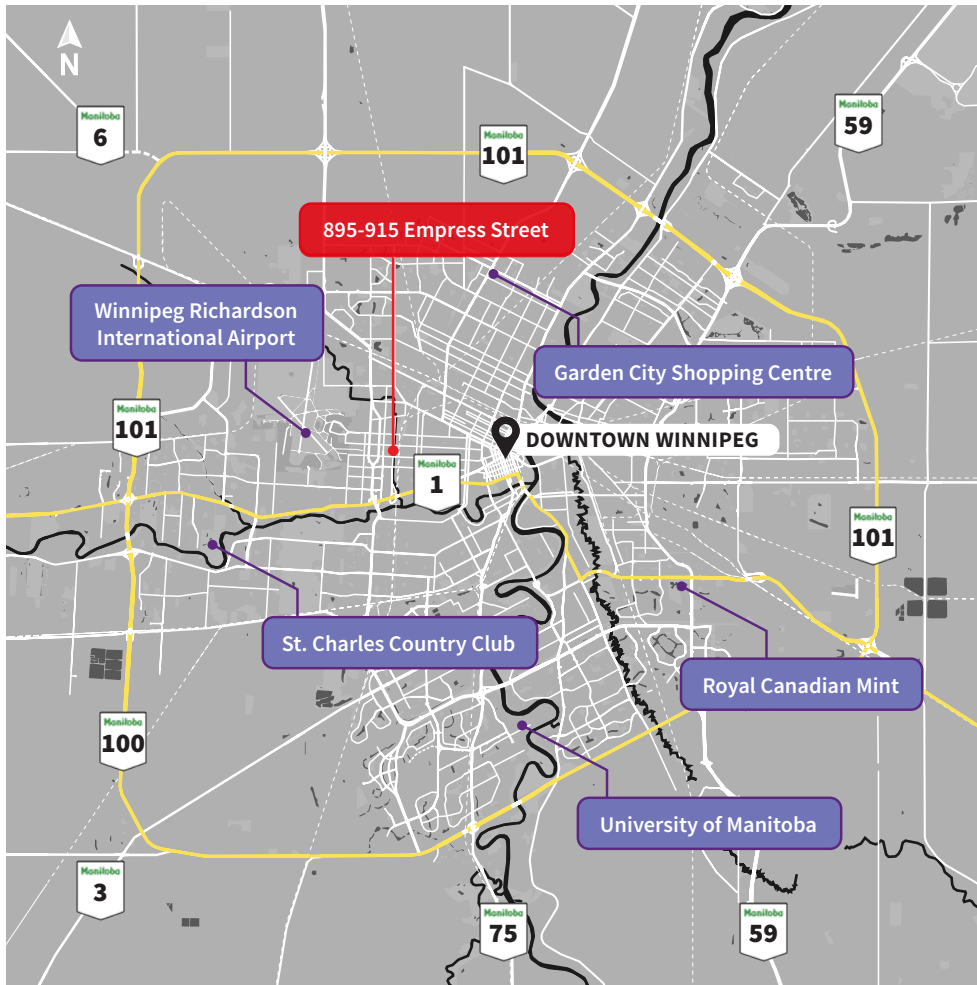 N
Manitoba
6
Manitoba
59
Manitoba
101
895-915 Empress Street
Winnipeg Richardson
International Airport
Garden City Shopping Centre
Manitoba
101
DOWNTOWN WINNIPEG
Manitoba
1
Manitoba
101
St. Charles Country Club
Royal Canadian Mint
Manitoba
100
University of Manitoba
Manitoba
3
Manitoba
75
Manitoba
59